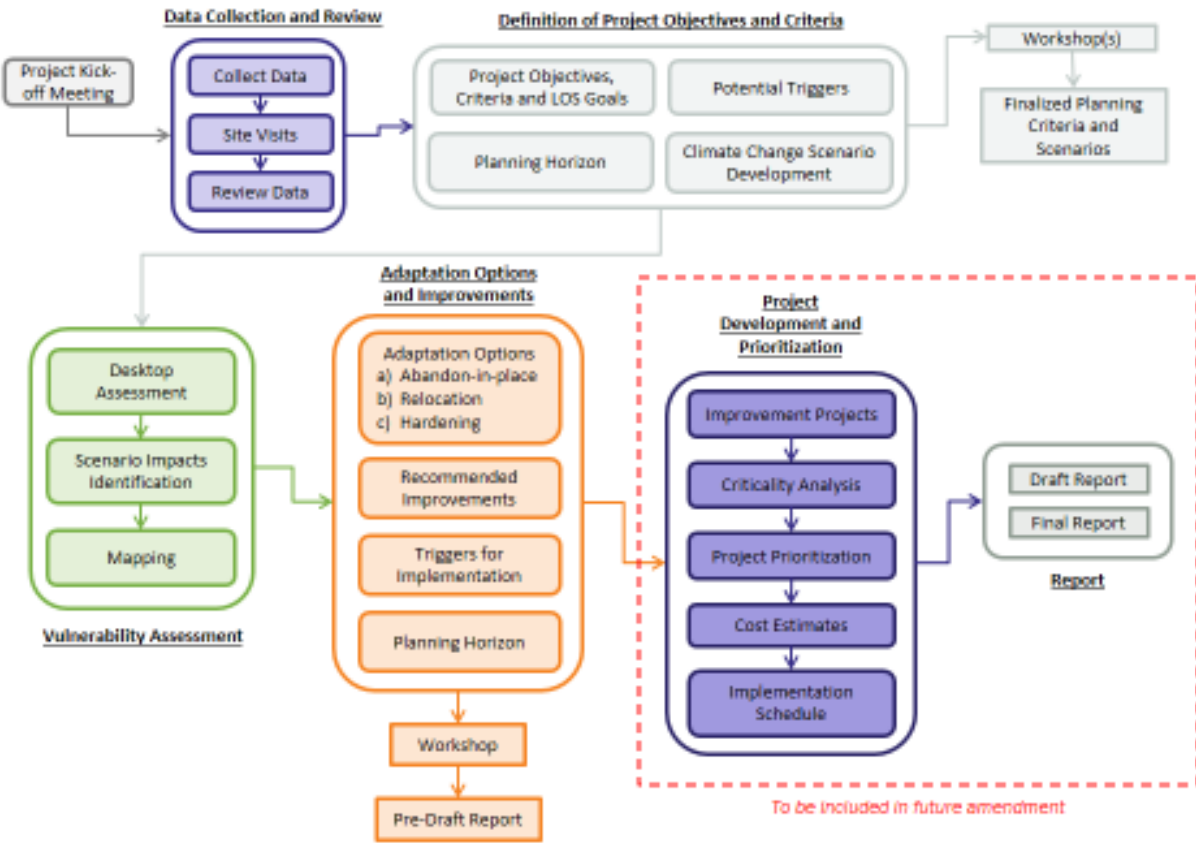 Data Collection and Review
Project Kick-
off Meeting
Collect Data
Site Visits
Review Data
Definition of Project Objectives and Criteria
Project Objectives,
Criteria and LOS Goals
Potential Triggers
Planning Horizon
Climate Change Scenario
Development
Workshop(s)
Finalized Planning
Criteria and
Scenarios
Desktop
Assessment
Scenario Impacts
Identification
Mapping
Vulnerability Assessment
Adaptation Options
and Improvements
Adaptation Options
a) Abandon-in-place
b) Relocation
c) Hardening
Recommended
Improvements
Triggers for
Implementation
Planning Horizon
Workshop
Pre-Draft Report
Project
Development and
Prioritization
Improvement Projects
Criticality Analysis
Project Prioritization
Cost Estimates
Implementation
Schedule
Draft Report
Final Report
Report
To be included in future amendment